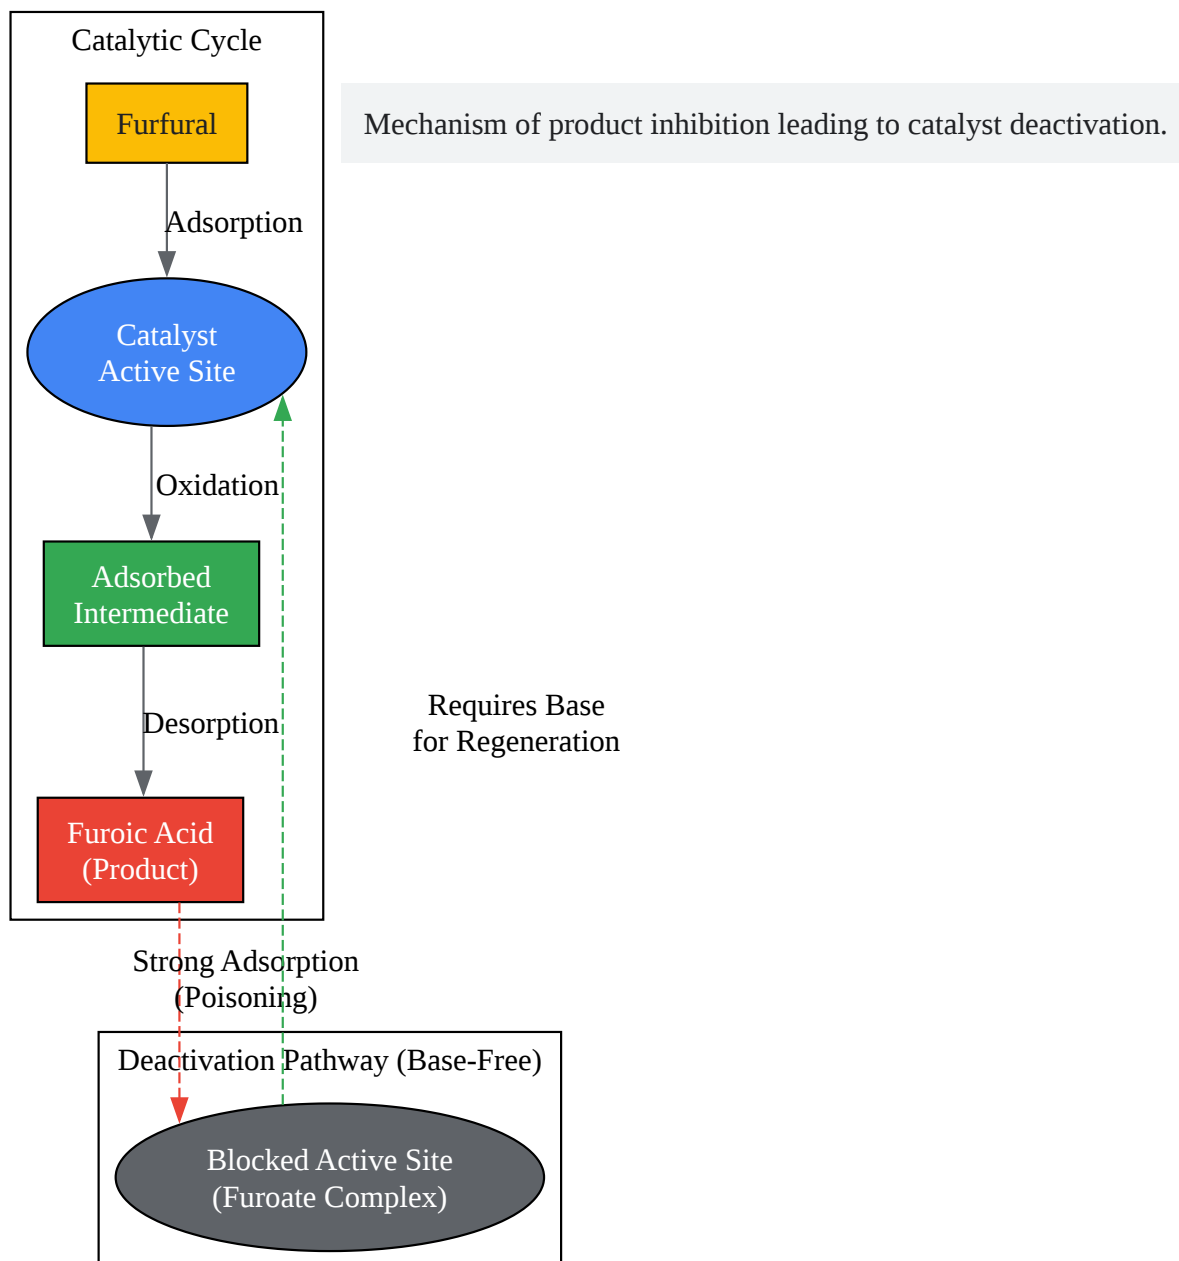 Catalytic Cycle
Furfural
Mechanism of product inhibition leading to catalyst deactivation.
Adsorption
Catalyst
Active Site
Oxidation
Adsorbed
Intermediate
Desorption
Requires Base
for Regeneration
Furoic Acid
(Product)
Strong Adsorption
(Poisoning)
Deactivation Pathway (Base-Free)
Blocked Active Site
(Furoate Complex)